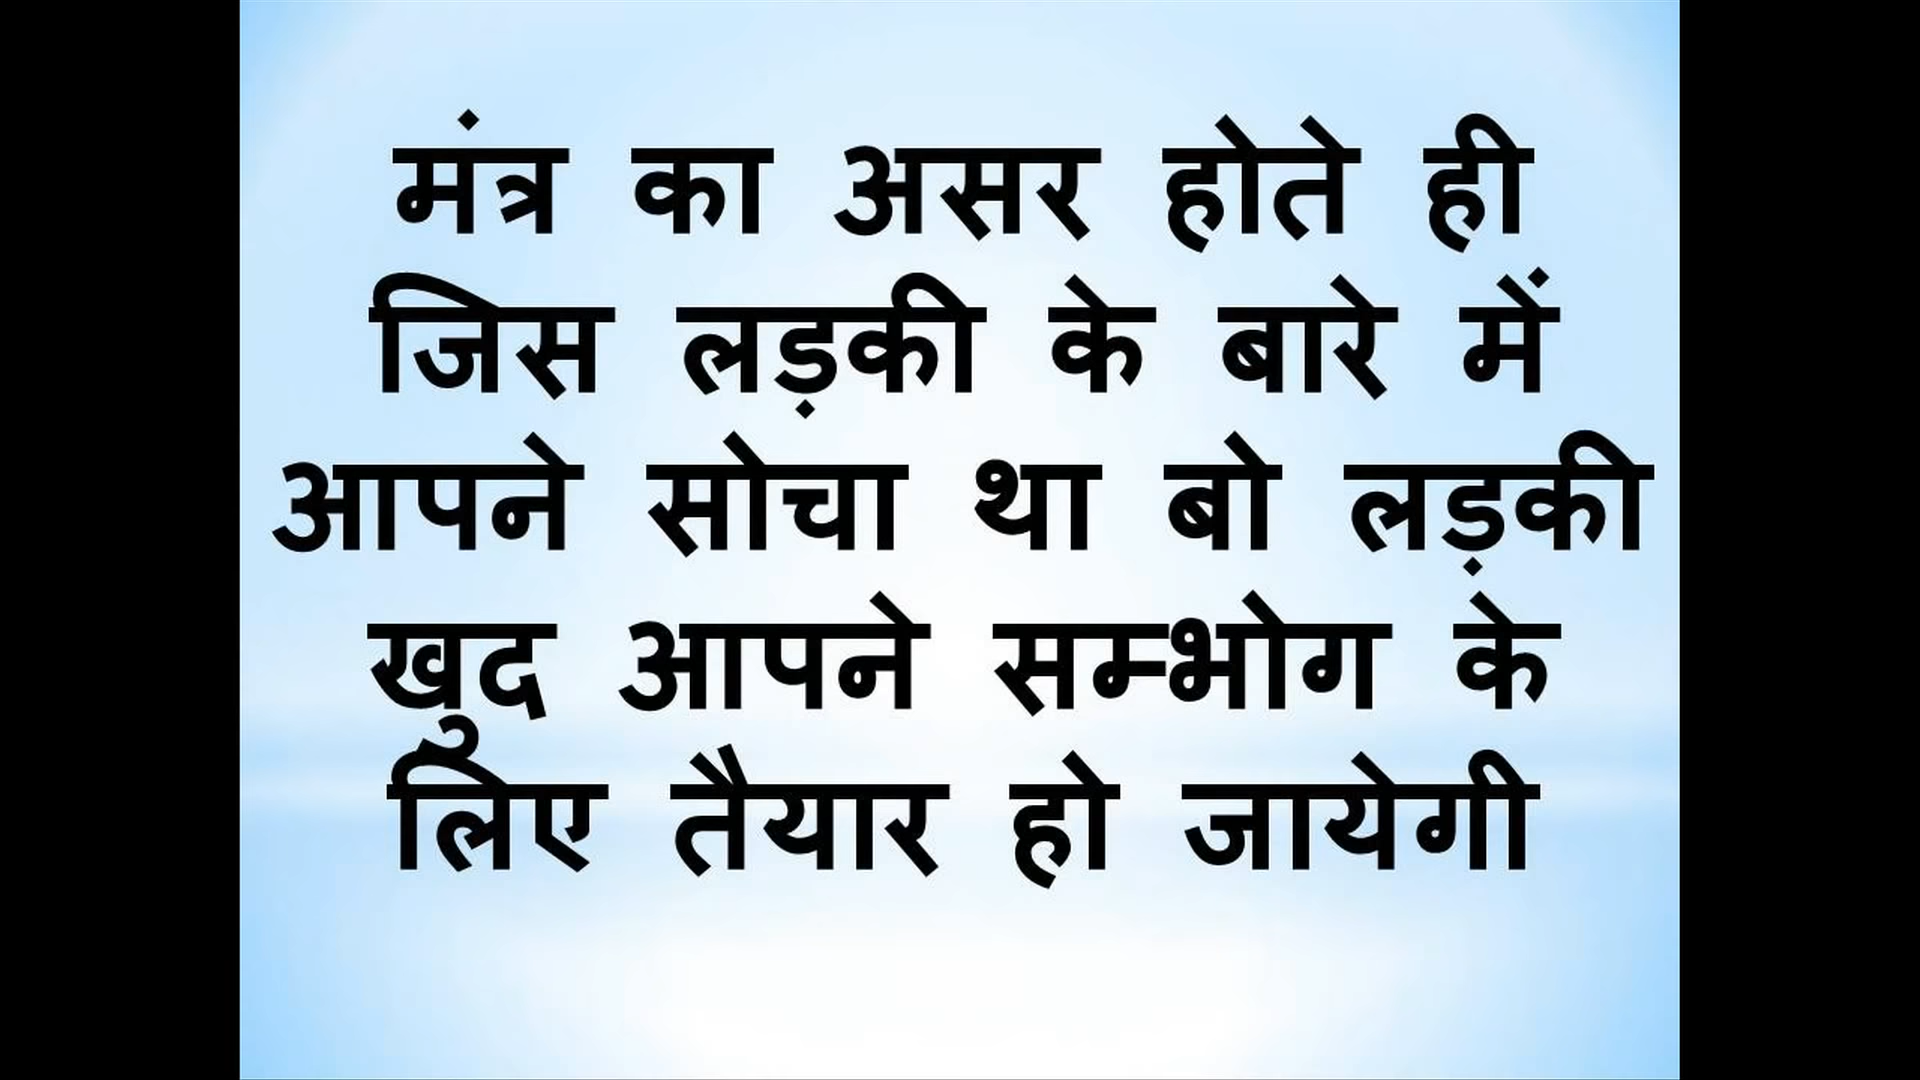 मंत्र का असर होते ही
जिस लड़की के बारे में
आपने सोचा था बो लड़की
खुद आपने सम्भोग के
लिए तैयार हो जायेगी